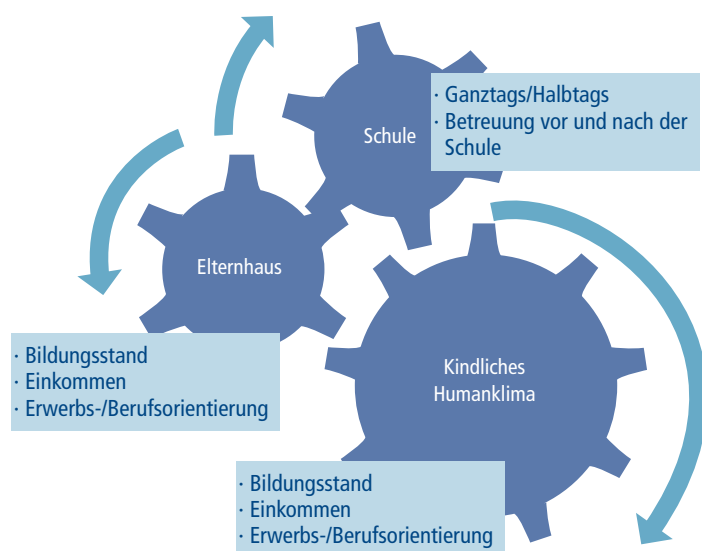 Schule
· Ganztags/Halbtags
· Betreuung vor und nach der
Schule
Elternhaus
· Bildungsstand
· Einkommen
· Erwerbs-/Berufsorientierung
Kindliches
Humanklima
· Bildungsstand
· Einkommen
· Erwerbs-/Berufsorientierung